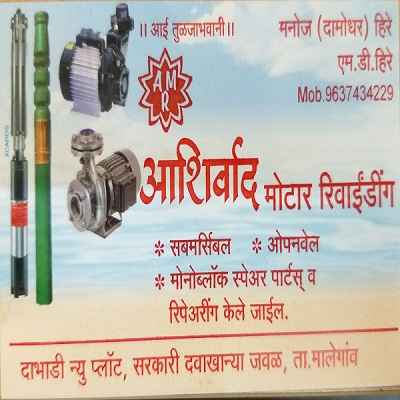 ।। आई तुळजाभवानी ।।
मनोज (दामोधर) हिरे
एम.डी.हिरे
Mob.9637434229
AMR
आशिर्वाद मोटार रिवाईंडींग
* सबमर्सिबल * ओपनवेल
* मोनोब्लॉक स्पेअर पार्टस् व
रिपेअरींग केले जाईल.
दाभाडी न्यु प्लॉट, सरकारी दवाखान्या जवळ, ता.मालेगांव